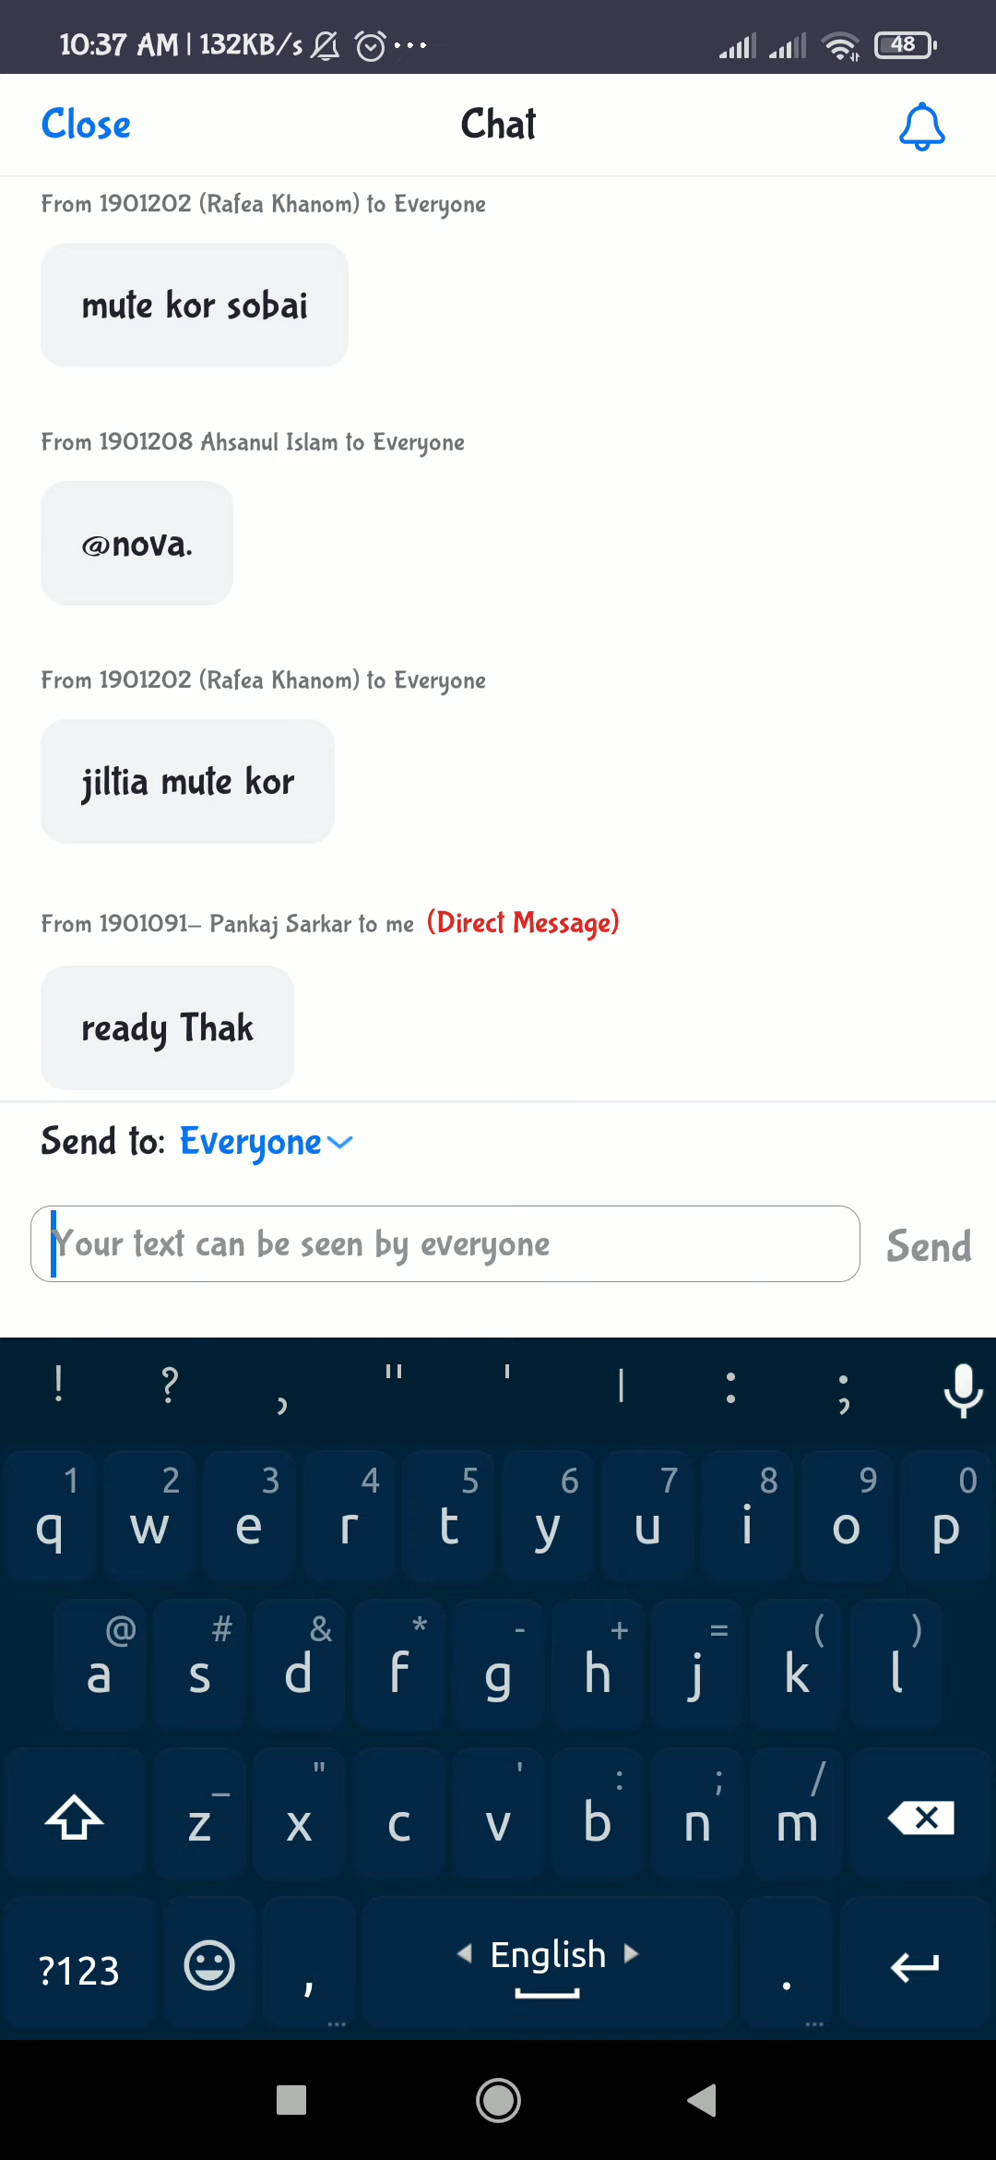 10:37 AM | 132KB/s 48
Close Chat
From 1901202 (Rafea Khanom) to Everyone
mute kor sobai
From 1901208 Ahsanul Islam to Everyone
@nova.
From 1901202 (Rafea Khanom) to Everyone
jiltia mute kor
From 1901091- Pankaj Sarkar to me (Direct Message)
ready Thak
Send to: Everyone
Your text can be seen by everyone Send
! ? , " ' | : ;
1 2 3 4 5 6 7 8 9 0
q w e r t y u i o p
@ # & * - + = ( )
a s d f g h j k l
_ " ' : ; /
z x c v b n m
?123 , English .